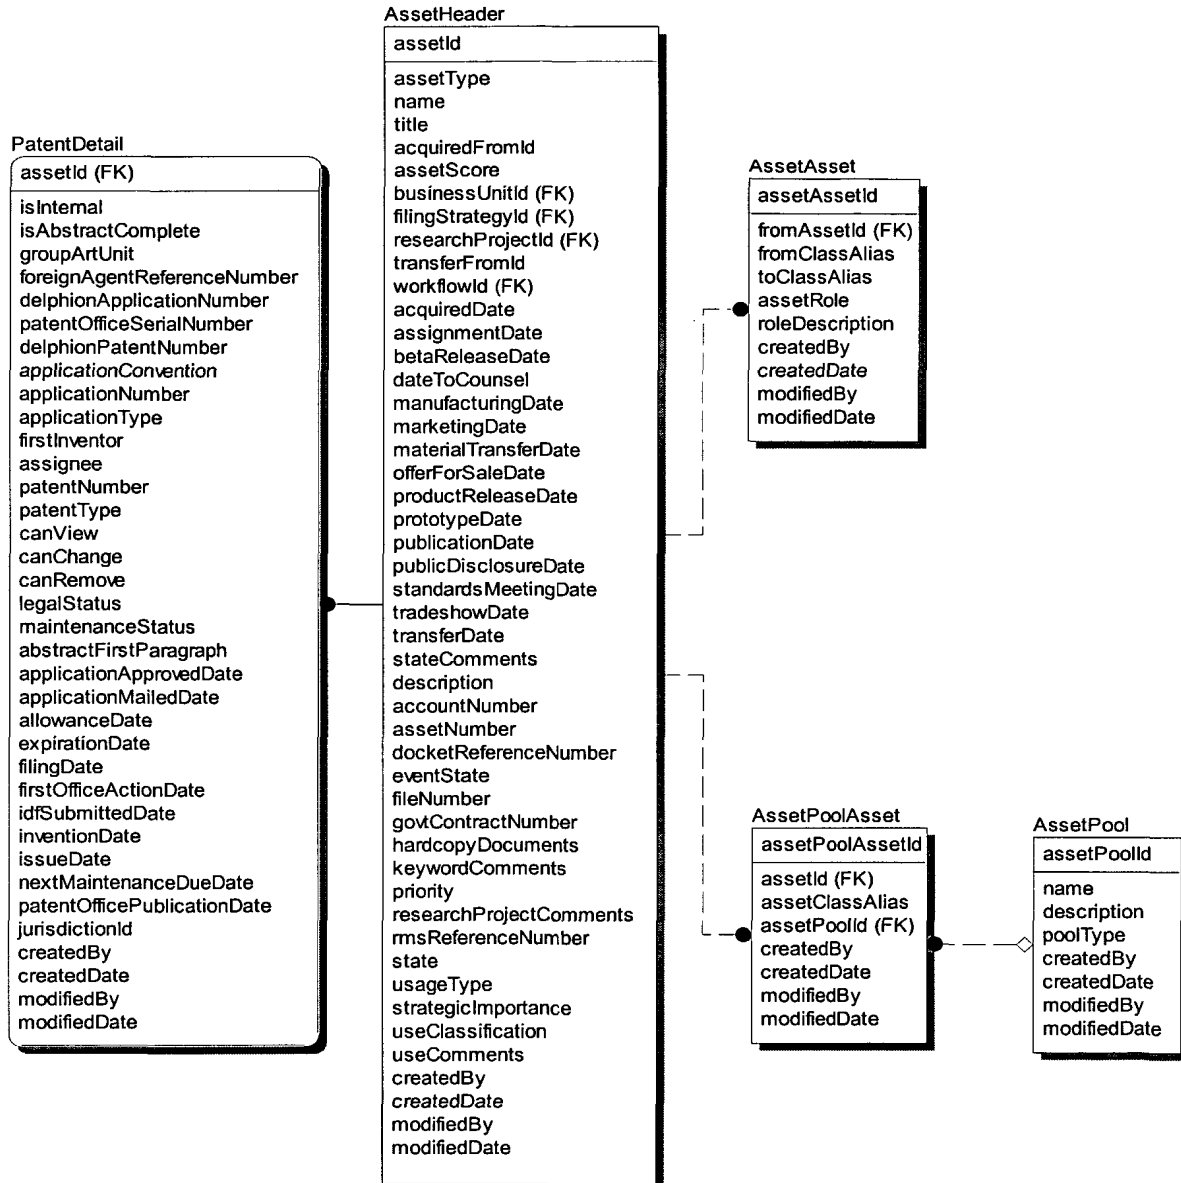 PatentDetail
assetId (FK)
isInternal
isAbstractComplete
groupArtUnit
foreignAgentReferenceNumber
delphionApplicationNumber
patentOfficeSerialNumber
delphionPatentNumber
applicationConvention
applicationNumber
applicationType
firstInventor
assignee
patentNumber
patentType
canView
canChange
canRemove
legalStatus
maintenanceStatus
abstractFirstParagraph
applicationApprovedDate
applicationMailedDate
allowanceDate
expirationDate
filingDate
firstOfficeActionDate
idfSubmittedDate
inventionDate
issueDate
nextMaintenanceDueDate
patentOfficePublicationDate
jurisdictionId
createdBy
createdDate
modifiedBy
modifiedDate
AssetHeader
assetId
assetType
name
title
acquiredFromId
assetScore
businessUnitId (FK)
filingStrategyId (FK)
researchProjectId (FK)
transferFromId
workflowId (FK)
acquiredDate
assignmentDate
betaReleaseDate
dateToCounsel
manufacturingDate
marketingDate
materialTransferDate
offerForSaleDate
productReleaseDate
prototypeDate
publicationDate
publicDisclosureDate
standardsMeetingDate
tradeshowDate
transferDate
stateComments
description
accountNumber
assetNumber
docketReferenceNumber
eventState
fileNumber
govtContractNumber
hardcopyDocuments
keywordComments
priority
researchProjectComments
rmsReferenceNumber
state
usageType
strategicImportance
useClassification
useComments
createdBy
createdDate
modifiedBy
modifiedDate
AssetAsset
assetAssetId
fromAssetId (FK)
fromClassAlias
toClassAlias
assetRole
roleDescription
createdBy
createdDate
modifiedBy
modifiedDate
AssetPoolAsset
assetPoolAssetId
assetId (FK)
assetClassAlias
assetPoolId (FK)
createdBy
createdDate
modifiedBy
modifiedDate
AssetPool
assetPoolId
name
description
poolType
createdBy
createdDate
modifiedBy
modifiedDate